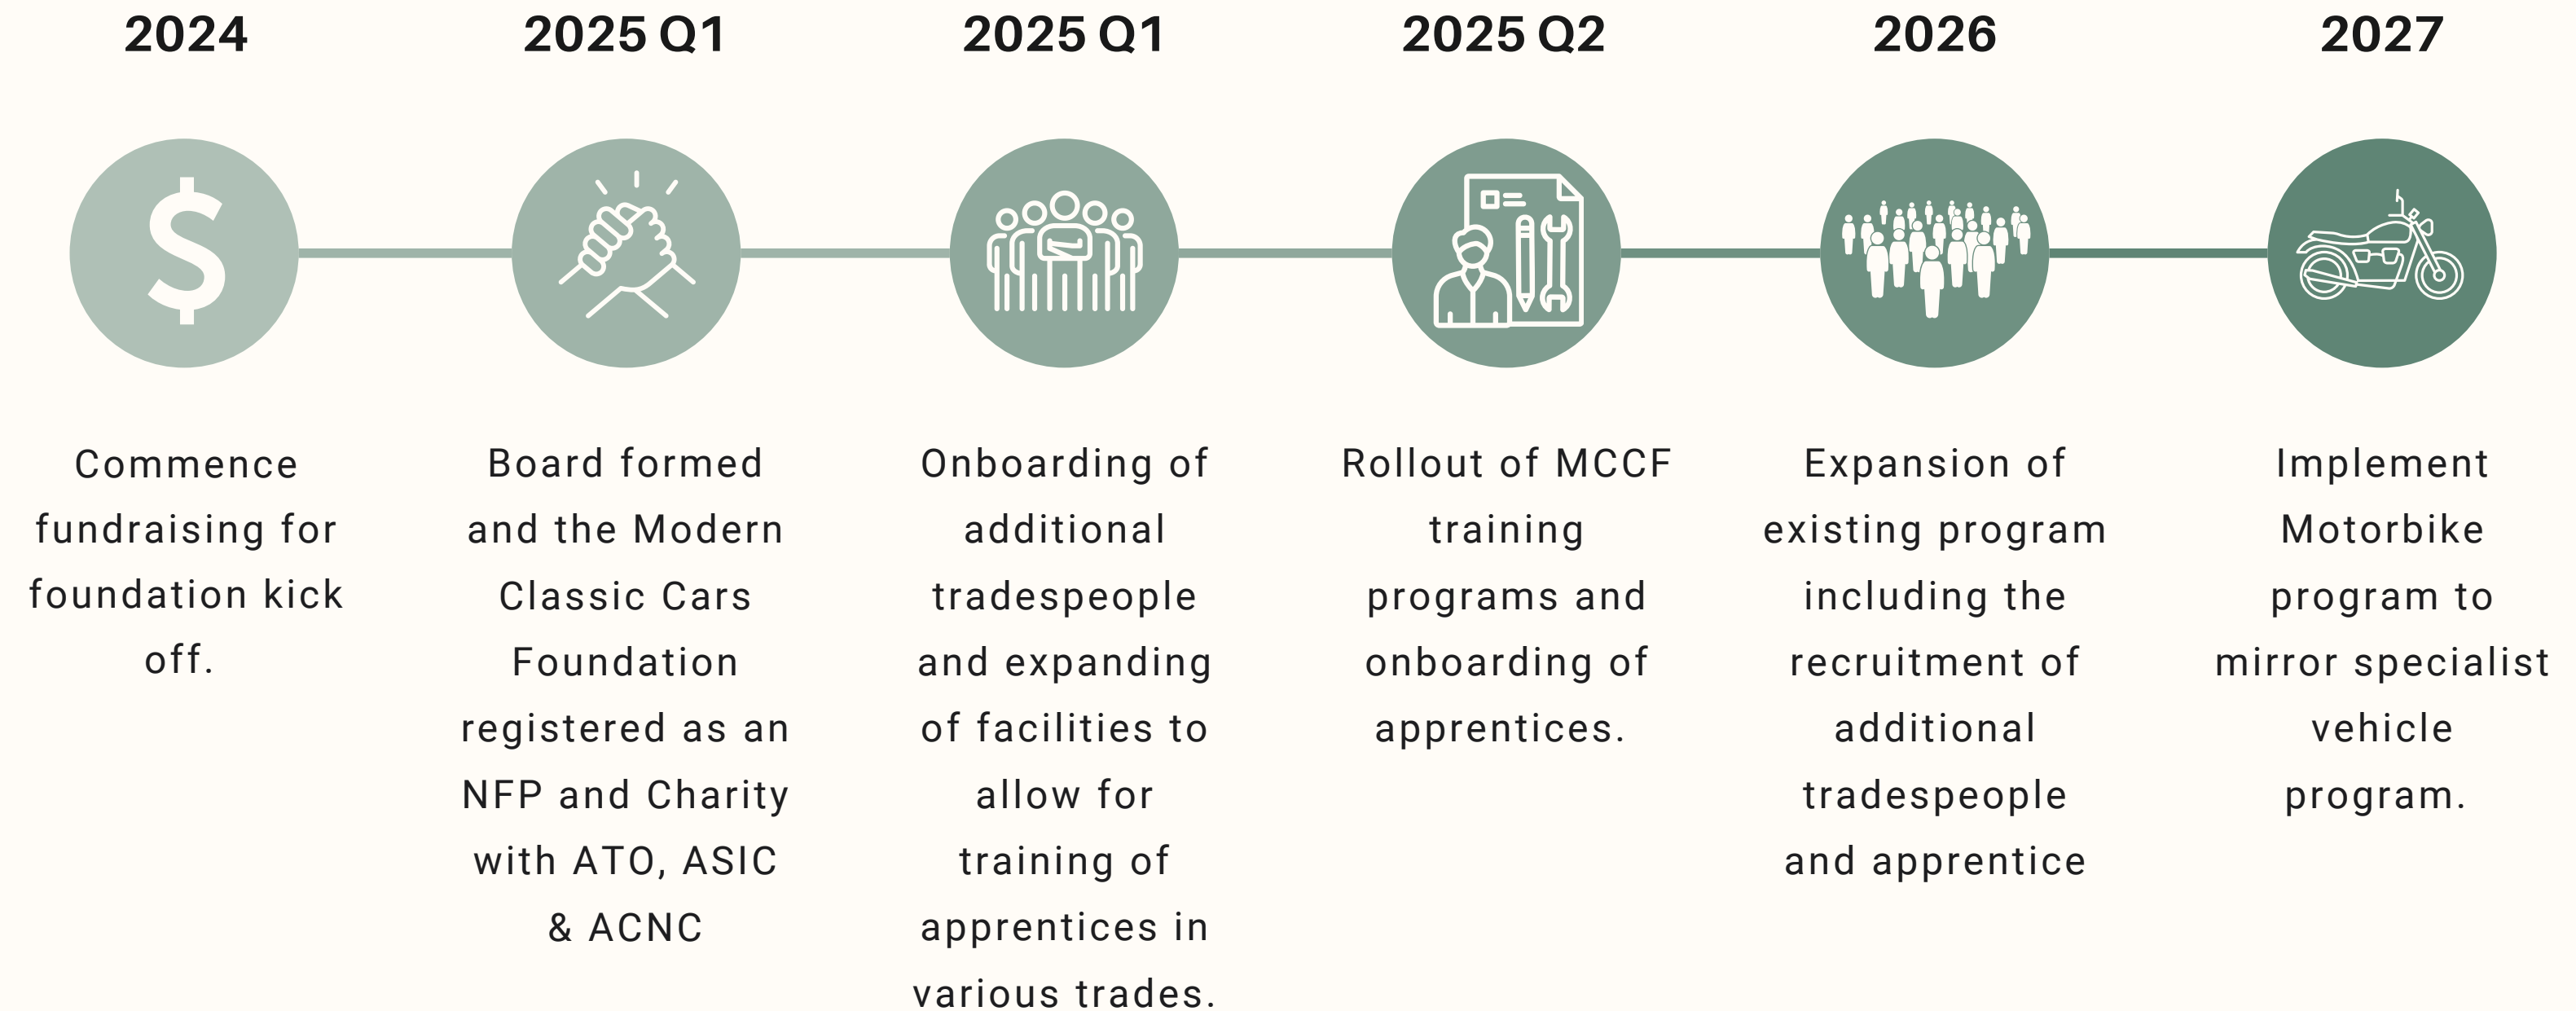 2024
Commence
fundraising for
foundation kick
off.
2025 Q1
Board formed
and the Modern
Classic Cars
Foundation
registered as an
NFP and Charity
with ATO, ASIC
& ACNC
2025 Q1
Onboarding of
additional
tradespeople
and expanding
of facilities to
allow for
training of
apprentices in
various trades.
2025 Q2
Rollout of MCCF
training
programs and
onboarding of
apprentices.
2026
Expansion of
existing program
including the
recruitment of
additional
tradespeople
and apprentice
2027
Implement
Motorbike
program to
mirror specialist
vehicle
program.